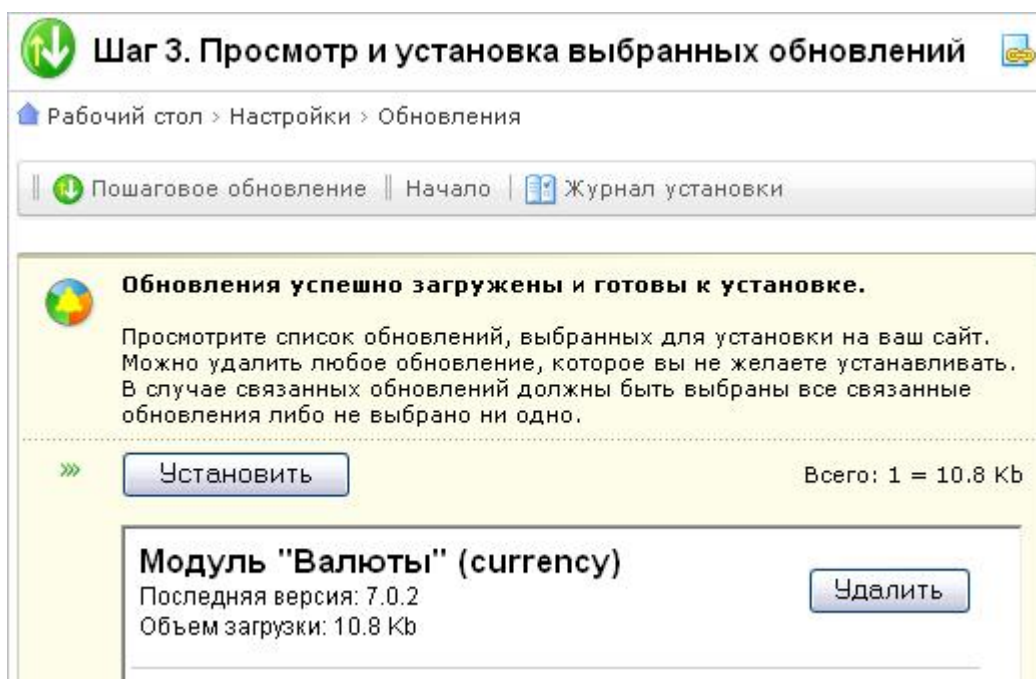 Шаг 3. Просмотр и установка выбранных обновлений
Рабочий стол > Настройки > Обновления
Пошаговое обновление Начало Журнал установки
Обновления успешно загружены и готовы к установке.
Просмотрите список обновлений, выбранных для установки на ваш сайт.
Можно удалить любое обновление, которое вы не желаете устанавливать.
В случае связанных обновлений должны быть выбраны все связанные
обновления либо не выбрано ни одно.
Установить Всего: 1 = 10.8 Kb
Модуль "Валюты" (currency)
Последняя версия: 7.0.2 Удалить
Объем загрузки: 10.8 Kb